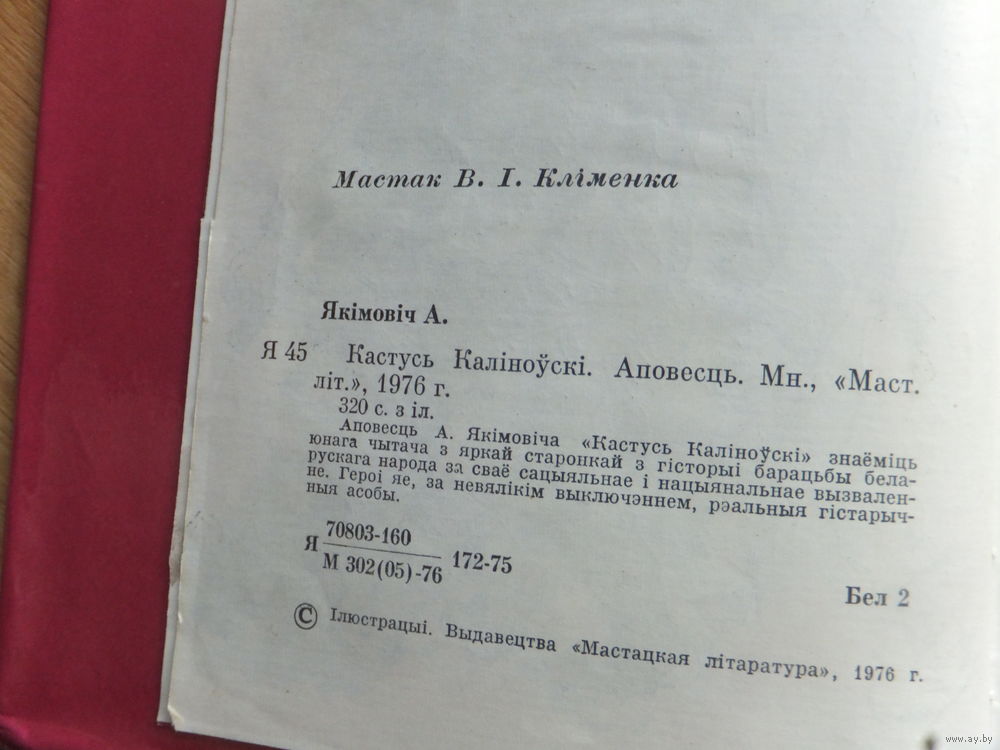 Мастак В. І. Кліменка
Якімовіч А.
Я 45 Кастусь Каліноўскі. Аповесць. Мн., «Маст.
літ.», 1976 г.
320 с. з іл.
Аповесць А. Якімовіча «Кастусь Каліноўскі» знаёміць
юнага чытача з яркай старонкай з гісторыі барацьбы бела-
рускага народа за сваё сацыяльнае і нацыянальнае вызвален-
не. Героі яе, за невялікім выключэннем, рэальныя гістарыч-
ныя асобы.
70803-160
Я 172-75
М 302(05)-76
Бел 2
© Ілюстрацыі. Выдавецтва «Мастацкая літаратура», 1976 г.
www.ay.by